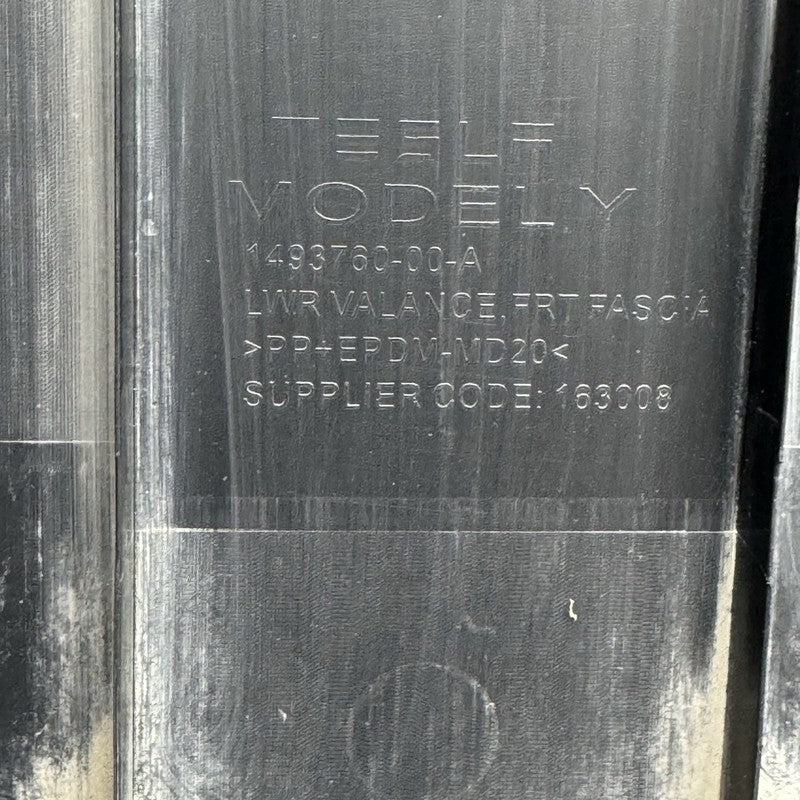 TESLA
MODEL Y
1493760-00-A
LWR VALANCE, FRT FASCIA
>PP+EPDM-MD20<
SUPPLIER CODE: 163008